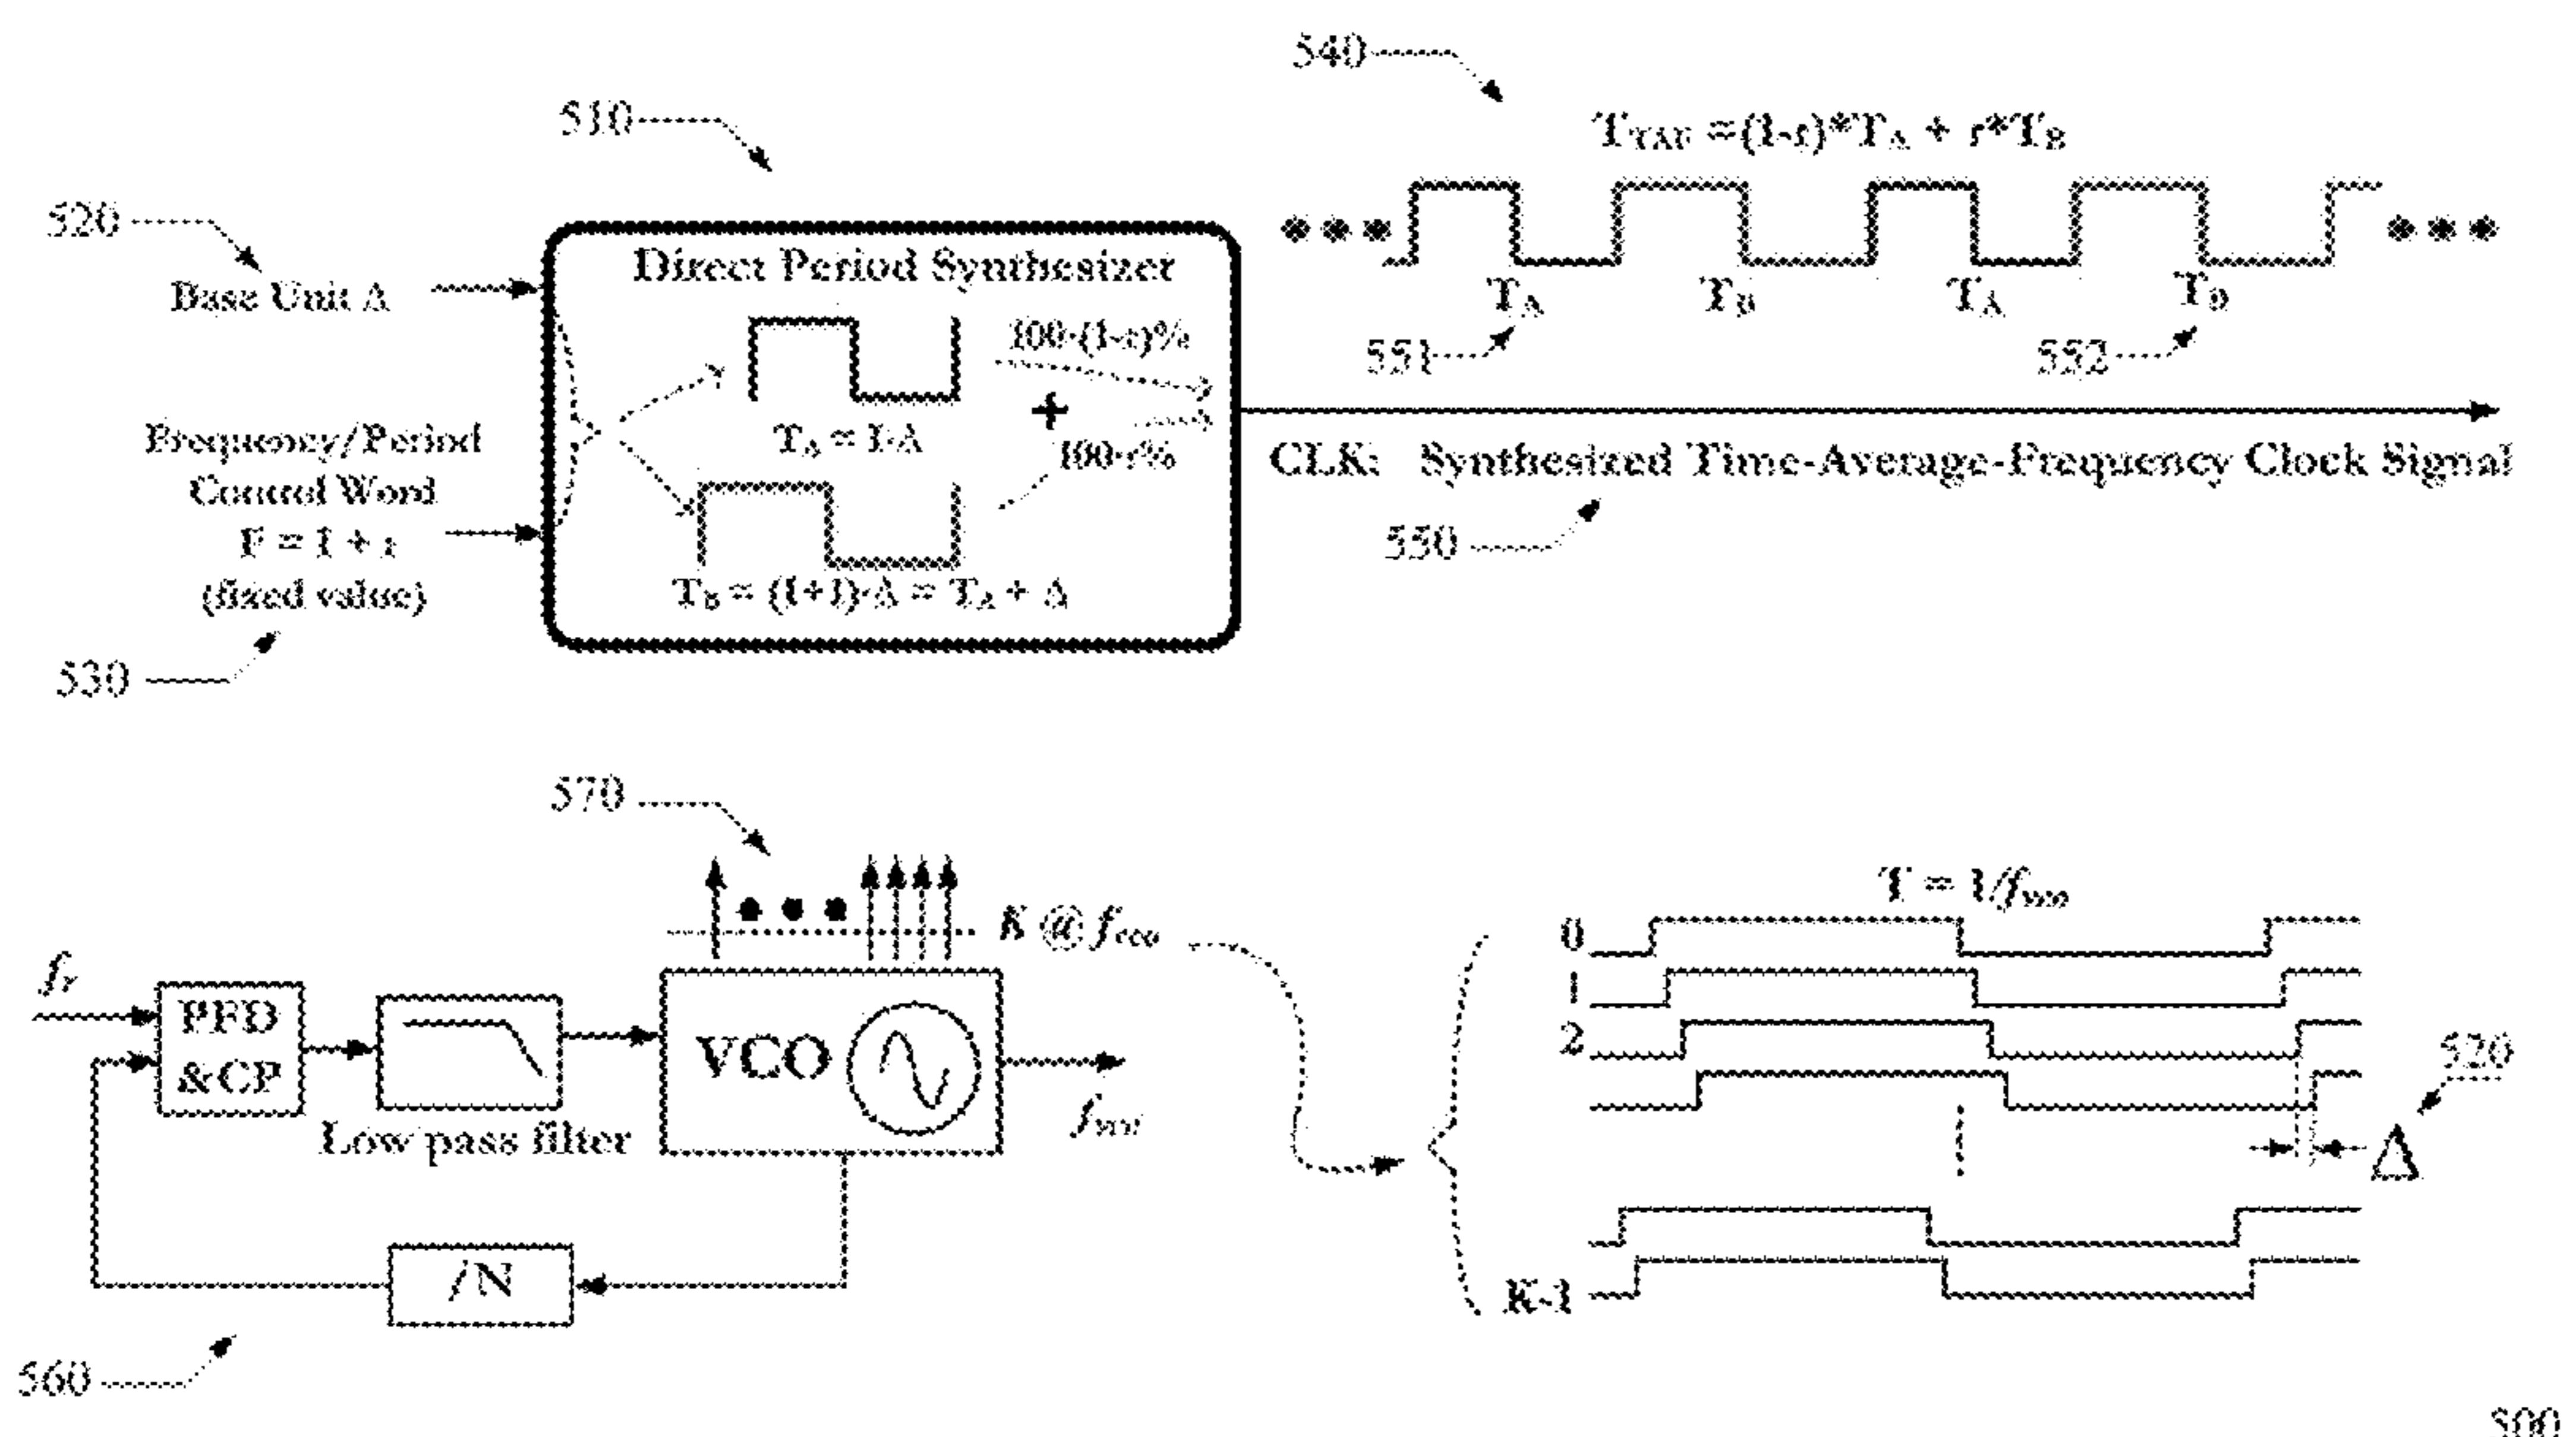 540
T_TAF =(1-r)*T_A + r*T_B
510
520
Base Unit Δ
Direct Period Synthesizer
100·(1-r)%
T_A = I·Δ
+
100·r%
T_B = (I+1)·Δ = T_A + Δ
Frequency/Period
Control Word
F = I + r
(fixed value)
530
T_A
T_B
T_A
T_B
551
552
CLK: Synthesized Time-Average-Frequency Clock Signal
550
570
K @ f_vco
f_r
PFD
&CP
Low pass filter
VCO
f_vco
/N
560
T = 1/f_vco
0
1
2
520
Δ
K-1
500